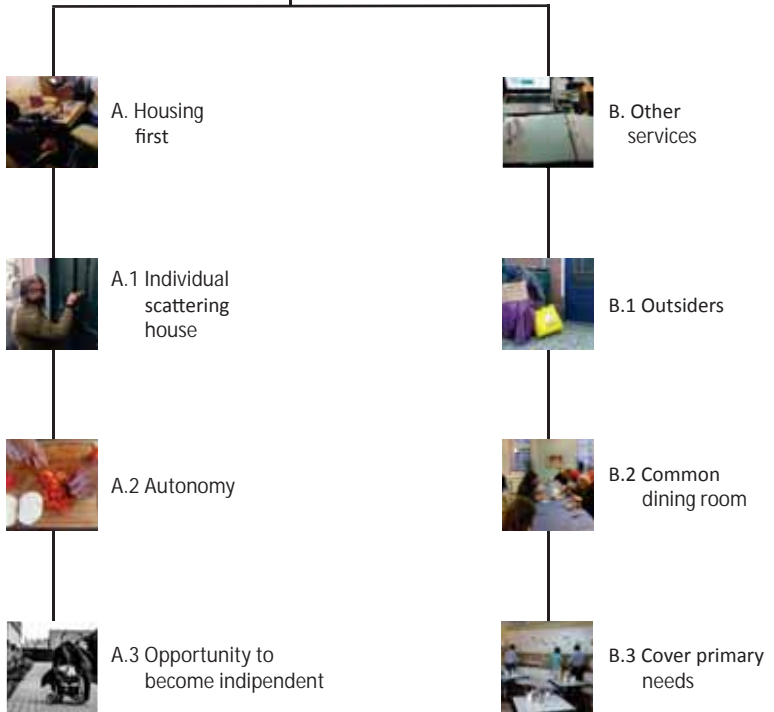 A. Housing
first
A.1 Individual
scattering
house
A.2 Autonomy
A.3 Opportunity to
become indipendent
B. Other
services
B.1 Outsiders
B.2 Common
dining room
B.3 Cover primary
needs